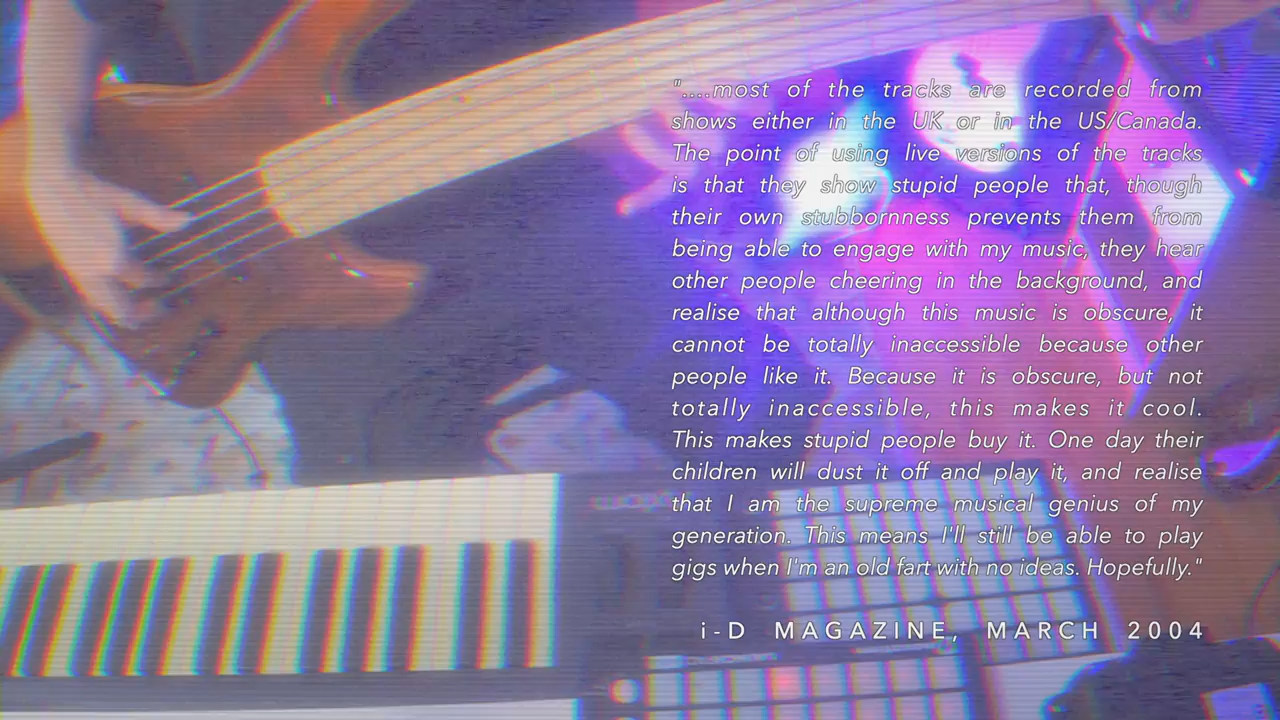 "....most of the tracks are recorded from
shows either in the UK or in the US/Canada.
The point of using live versions of the tracks
is that they show stupid people that, though
their own stubbornness prevents them from
being able to engage with my music, they hear
other people cheering in the background, and
realise that although this music is obscure, it
cannot be totally inaccessible because other
people like it. Because it is obscure, but not
totally inaccessible, this makes it cool.
This makes stupid people buy it. One day their
children will dust it off and play it, and realise
that I am the supreme musical genius of my
generation. This means I'll still be able to play
gigs when I'm an old fart with no ideas. Hopefully."
i-D MAGAZINE, MARCH 2004